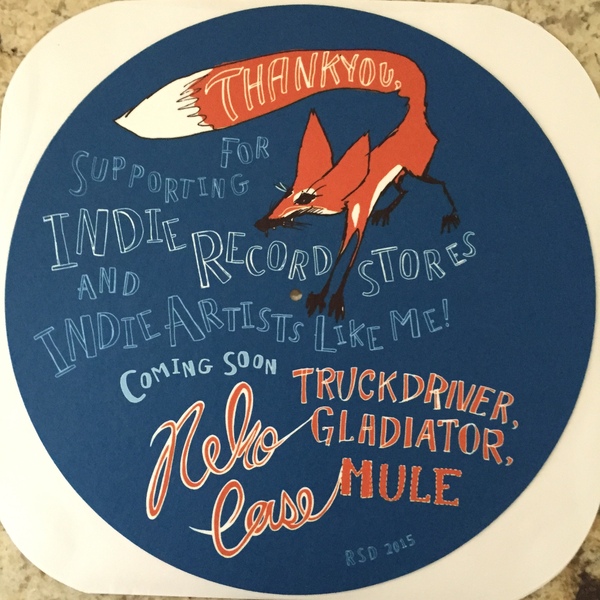 THANKYOU,
FOR
SUPPORTING
INDIE RECORD STORES
AND
INDIE ARTISTS LIKE ME!
COMING SOON
Neko Case
TRUCKDRIVER,
GLADIATOR,
MULE
RSD 2015